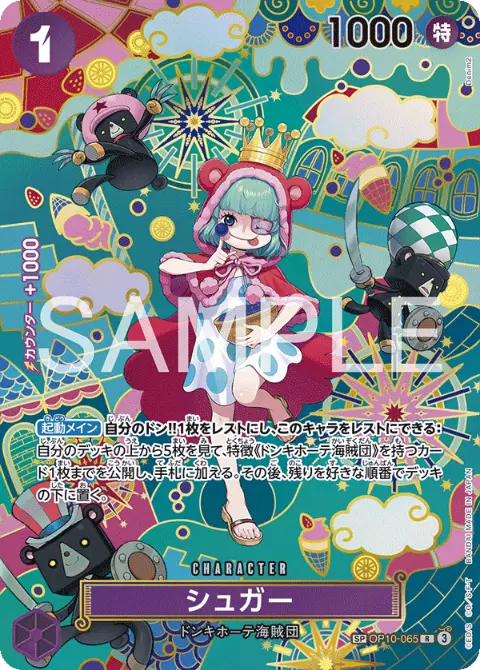 1
1000 特
Denim2
カウンター+1000
SAMPLE
起動メイン 自分のドン!!1枚をレストにし、このキャラをレストにできる:
自分のデッキの上から5枚を見て、特徴《ドンキホーテ海賊団》を持つカー
ド1枚までを公開し、手札に加える。その後、残りを好きな順番でデッキ
の下に置く。
CHARACTER
シュガー
ドンキホーテ海賊団
SP OP10-065 R 3
BANDAI MADE IN JAPAN